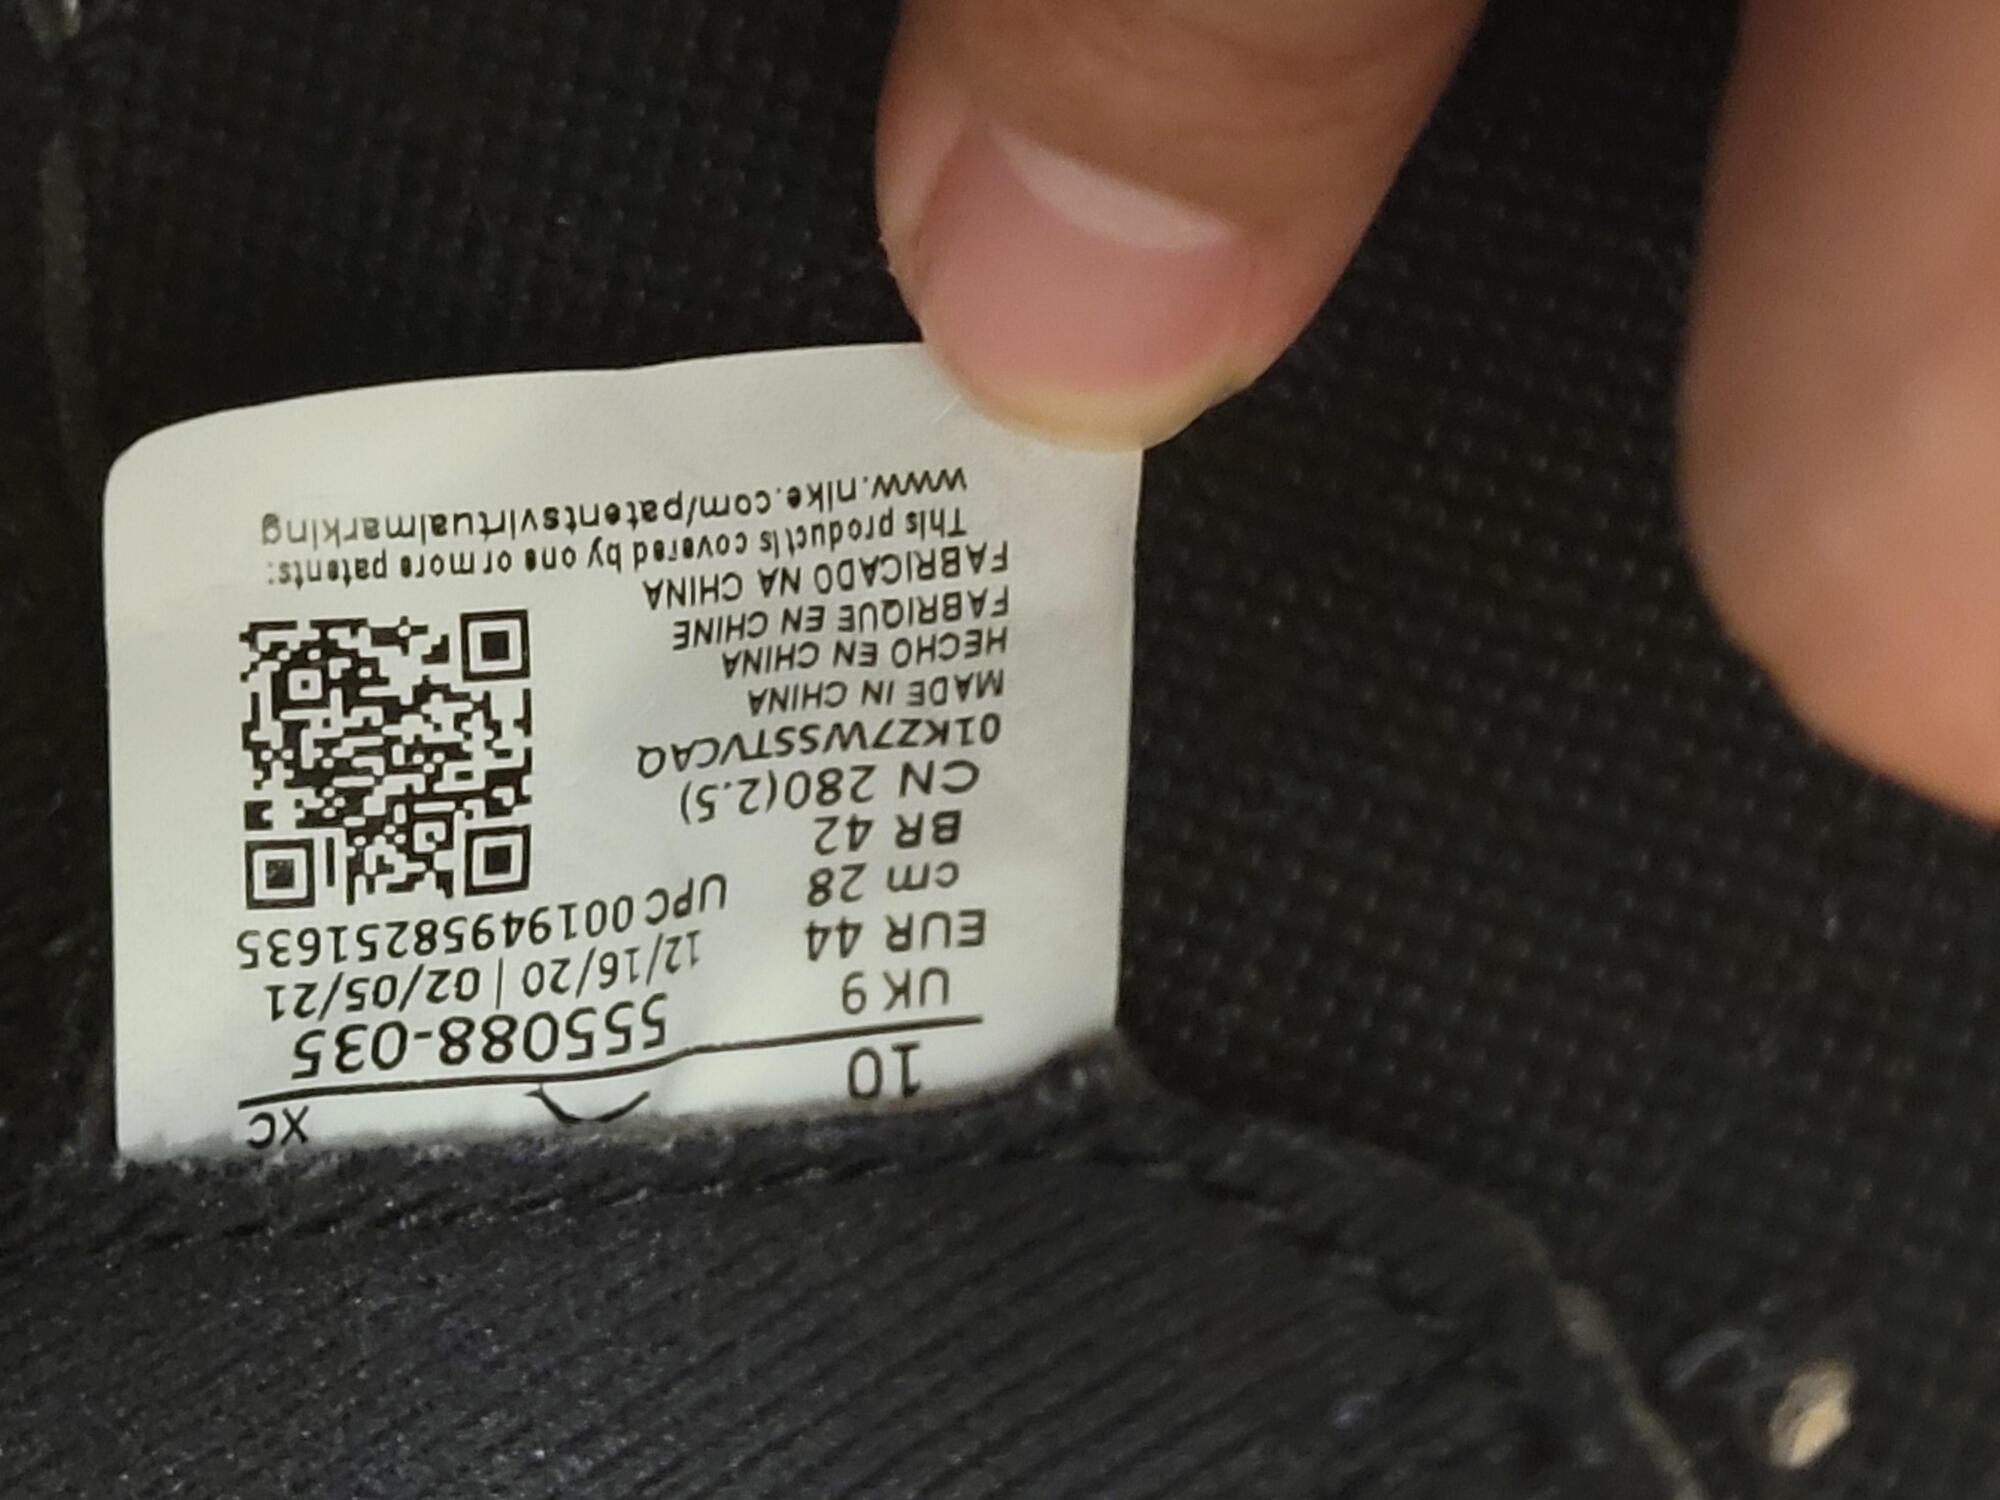 10
XC
UK 9
EUR 44
cm 28
BR 42
CN 280(2.5)
555088-035
12/16/20 | 02/05/21
UPC 00194958251635
01KZ7WSSTVCAQ
MADE IN CHINA
HECHO EN CHINA
FABRIQUE EN CHINE
FABRICADO NA CHINA
This product is covered by one or more patents:
www.nike.com/patentsvirtualmarking